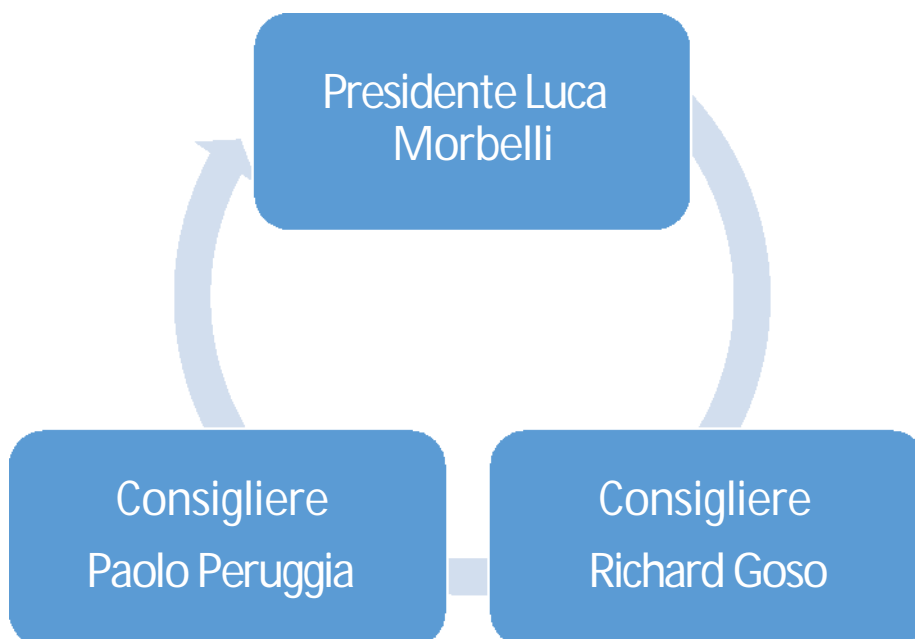 Presidente Luca
Morbelli
Consigliere
Paolo Peruggia
Consigliere
Richard Goso